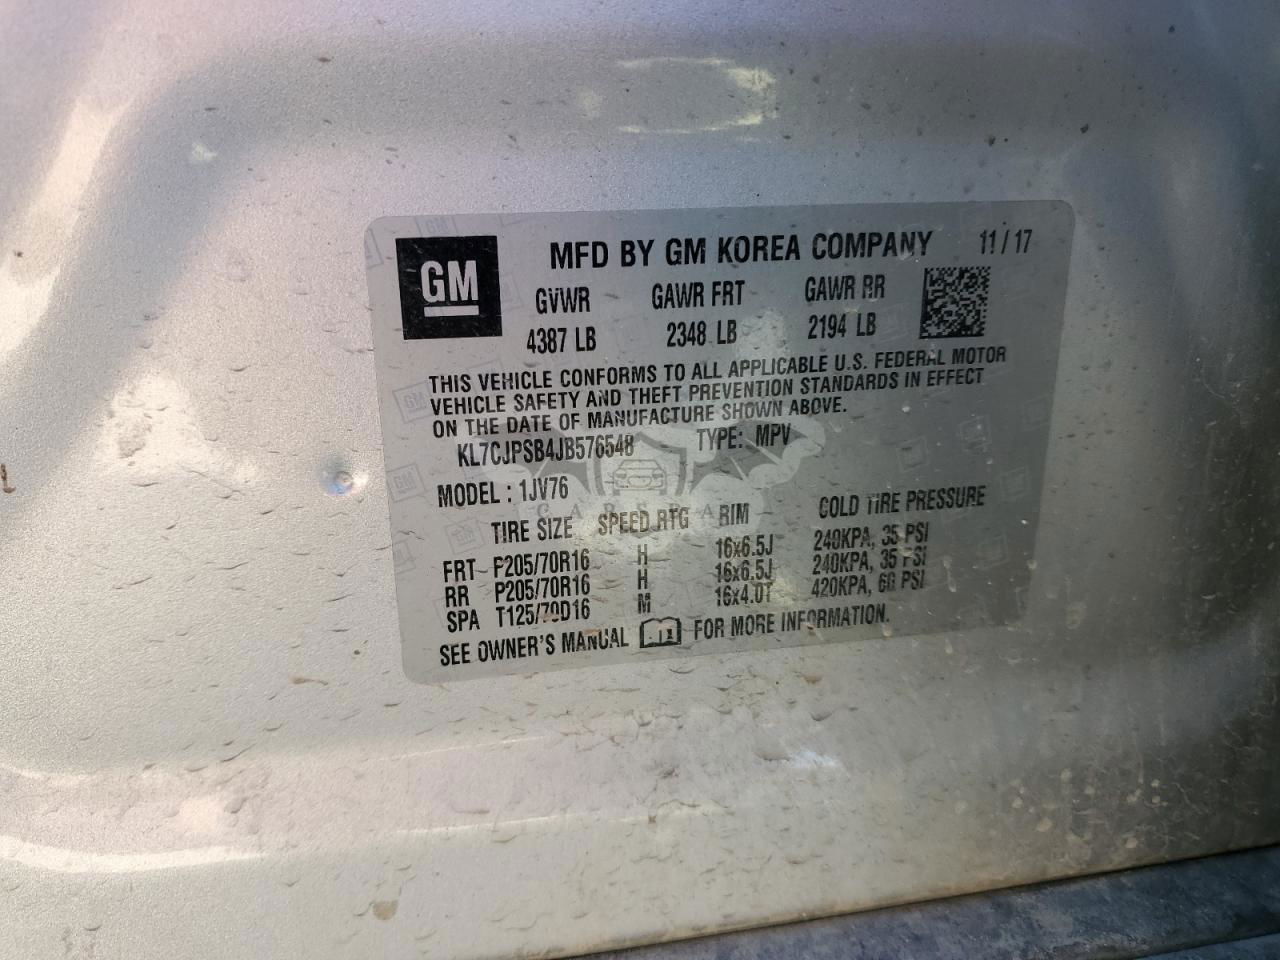 GM
MFD BY GM KOREA COMPANY 11/17
GVWR GAWR FRT GAWR RR
4387 LB 2348 LB 2194 LB
THIS VEHICLE CONFORMS TO ALL APPLICABLE U.S. FEDERAL MOTOR
VEHICLE SAFETY AND THEFT PREVENTION STANDARDS IN EFFECT
ON THE DATE OF MANUFACTURE SHOWN ABOVE.
KL7CJPSB4JB576548 TYPE: MPV
MODEL: 1JV76
TIRE SIZE SPEED RTG RIM COLD TIRE PRESSURE
FRT P205/70R16 H 16x6.5J 240KPA, 35 PSI
RR P205/70R16 H 16x6.5J 240KPA, 35 PSI
SPA T125/70D16 M 16x4.0T 420KPA, 60 PSI
SEE OWNER'S MANUAL FOR MORE INFORMATION.